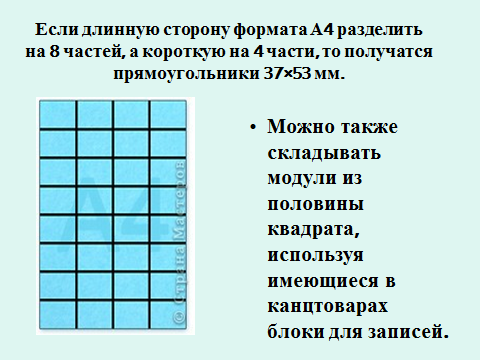 Если длинную сторону формата А4 разделить
на 8 частей, а короткую на 4 части, то получатся
прямоугольники 37×53 мм.
А4
© Страна Мастеров
• Можно также
складывать
модули из
половины
квадрата,
используя
имеющиеся в
канцтоварах
блоки для записей.